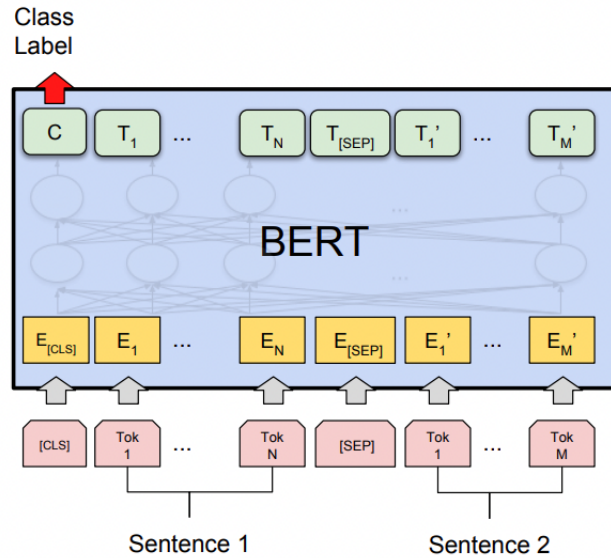 Class
Label
C T1 ... TN T[SEP] T1' ... TM'
...
BERT
...
E[CLS] E1 ... EN E[SEP] E1' ... EM'
[CLS] Tok 1 ... Tok N [SEP] Tok 1 ... Tok M
Sentence 1 Sentence 2